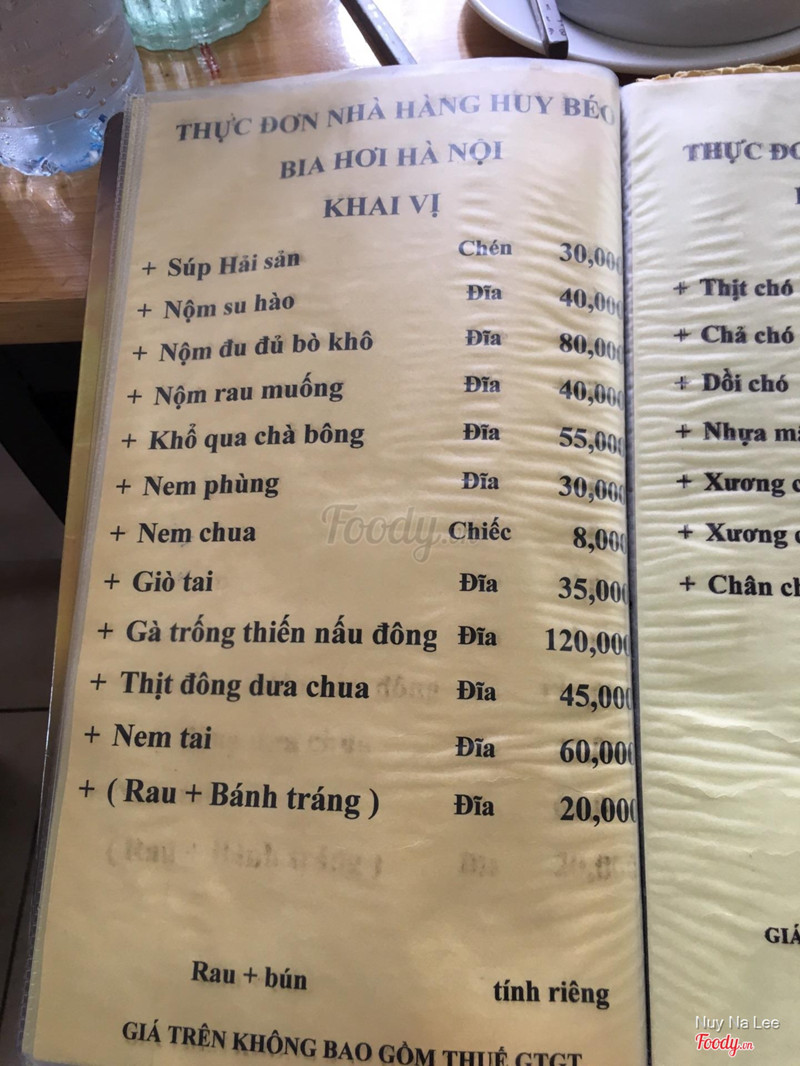 THỰC ĐƠN NHÀ HÀNG HUY BÉO
BIA HƠI HÀ NỘI
KHAI VỊ
+ Súp Hải sản Chén 30,000
+ Nộm su hào Đĩa 40,000
+ Nộm đu đủ bò khô Đĩa 80,000
+ Nộm rau muống Đĩa 40,000
+ Khổ qua chà bông Đĩa 55,000
+ Nem phùng Đĩa 30,000
+ Nem chua Chiếc 8,000
+ Giò tai Đĩa 35,000
+ Gà trống thiến nấu đông Đĩa 120,000
+ Thịt đông dưa chua Đĩa 45,000
+ Nem tai Đĩa 60,000
+ ( Rau + Bánh tráng ) Đĩa 20,000
Rau + bún tính riêng
GIÁ TRÊN KHÔNG BAO GỒM THUẾ GTGT
THỰC ĐƠ
+ Thịt chó
+ Chả chó
+ Dồi chó
+ Nhựa
+ Xương
+ Xương
+ Chân
GIÁ
Foody.vn
Nuy Na Lee
Foody.vn